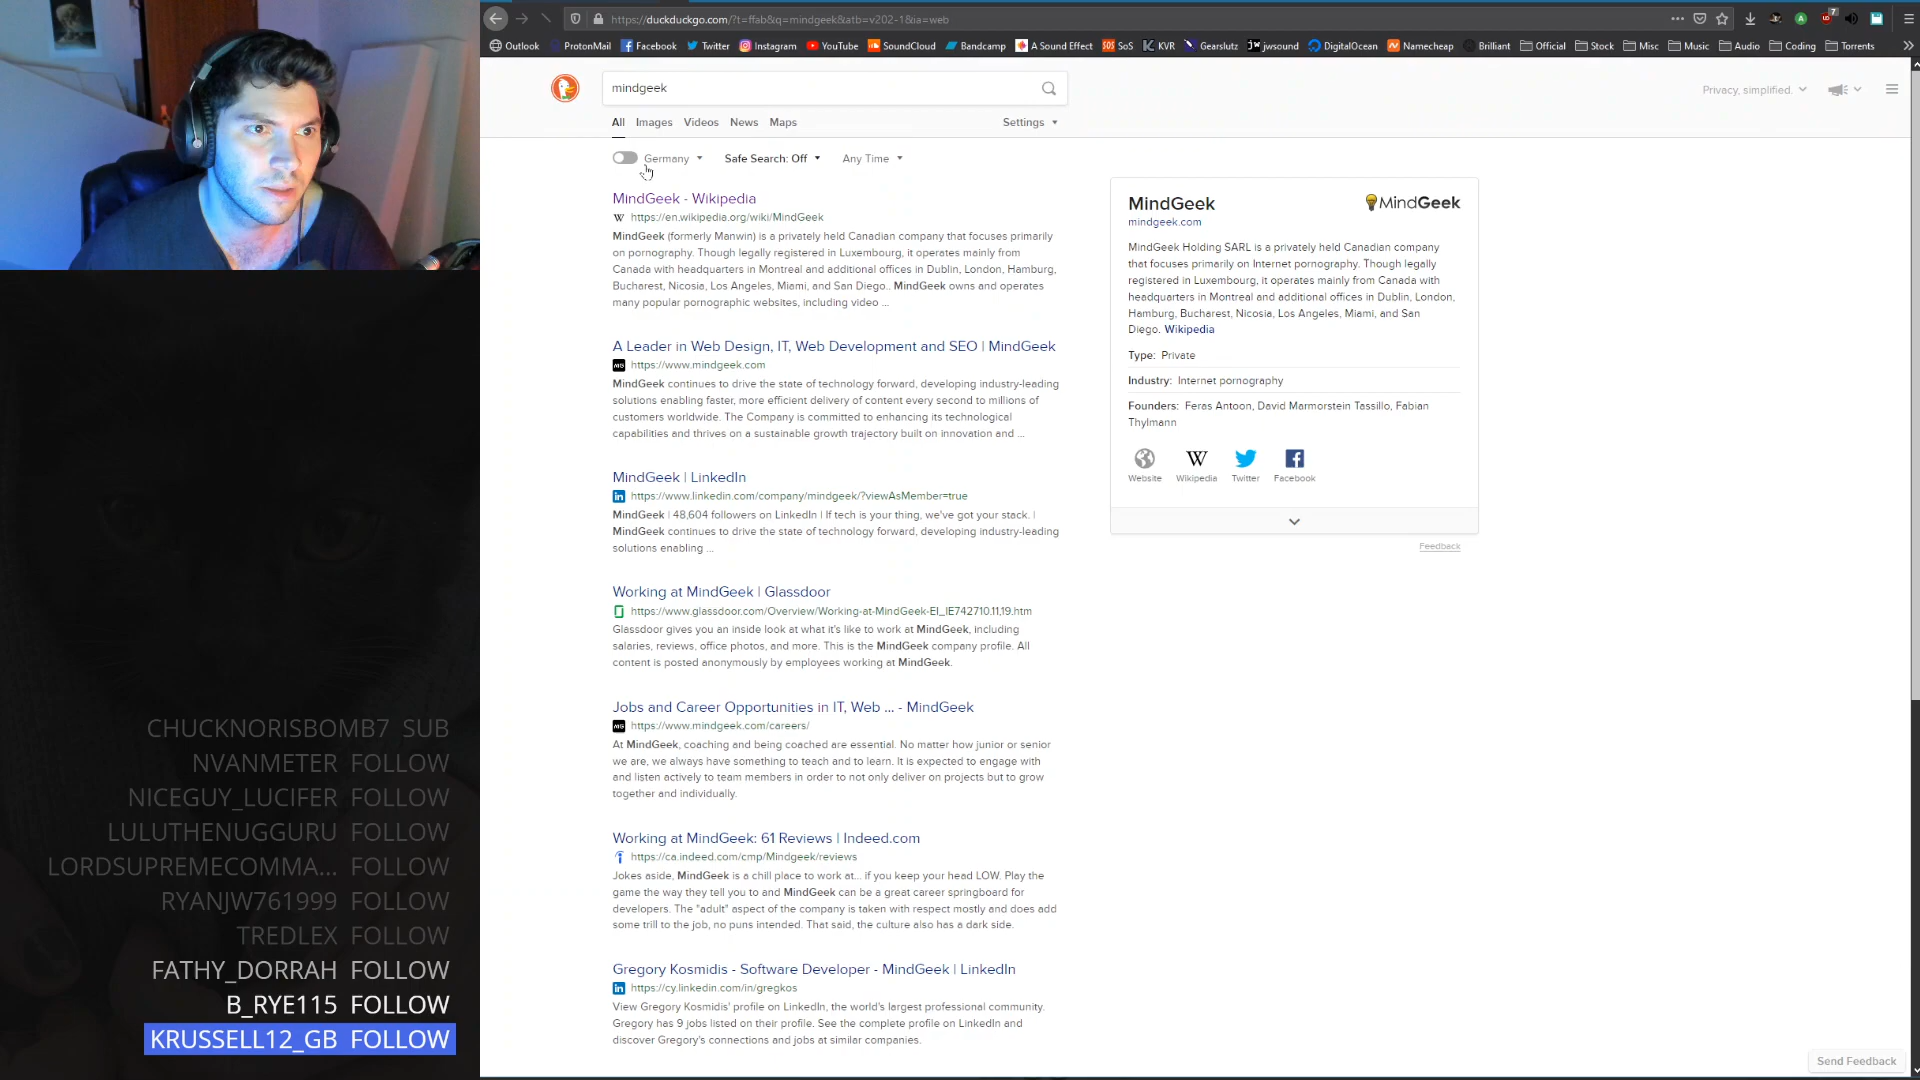 https://duckduckgo.com/?t=ffab&q=mindgeek&atb=v202-1&ia=web
Outlook ProtonMail Facebook Twitter Instagram YouTube SoundCloud Bandcamp A Sound Effect SoS KVR Gearslutz jwsound DigitalOcean Namecheap Brilliant Official Stock Misc Music Audio Coding Torrents
mindgeek
Privacy, simplified.
All Images Videos News Maps Settings
Germany Safe Search: Off Any Time
MindGeek - Wikipedia
https://en.wikipedia.org/wiki/MindGeek
MindGeek (formerly Manwin) is a privately held Canadian company that focuses primarily
on pornography. Though legally registered in Luxembourg, it operates mainly from
Canada with headquarters in Montreal and additional offices in Dublin, London, Hamburg,
Bucharest, Nicosia, Los Angeles, Miami, and San Diego.. MindGeek owns and operates
many popular pornographic websites, including video ...
A Leader in Web Design, IT, Web Development and SEO | MindGeek
https://www.mindgeek.com
MindGeek continues to drive the state of technology forward, developing industry-leading
solutions enabling faster, more efficient delivery of content every second to millions of
customers worldwide. The Company is committed to enhancing its technological
capabilities and thrives on a sustainable growth trajectory built on innovation and ...
MindGeek | LinkedIn
https://www.linkedin.com/company/mindgeek/?viewAsMember=true
MindGeek | 48,604 followers on LinkedIn | If tech is your thing, we've got your stack. |
MindGeek continues to drive the state of technology forward, developing industry-leading
solutions enabling ...
Working at MindGeek | Glassdoor
https://www.glassdoor.com/Overview/Working-at-MindGeek-EI_IE742710.11,19.htm
Glassdoor gives you an inside look at what it's like to work at MindGeek, including
salaries, reviews, office photos, and more. This is the MindGeek company profile. All
content is posted anonymously by employees working at MindGeek.
Jobs and Career Opportunities in IT, Web ... - MindGeek
https://www.mindgeek.com/careers/
At MindGeek, coaching and being coached are essential. No matter how junior or senior
we are, we always have something to teach and to learn. It is expected to engage with
and listen actively to team members in order to not only deliver on projects but to grow
together and individually.
Working at MindGeek: 61 Reviews | Indeed.com
https://ca.indeed.com/cmp/Mindgeek/reviews
Jokes aside, MindGeek is a chill place to work at... if you keep your head LOW. Play the
game the way they tell you to and MindGeek can be a great career springboard for
developers. The "adult" aspect of the company is taken with respect mostly and does add
some trill to the job, no puns intended. That said, the culture also has a dark side.
Gregory Kosmidis - Software Developer - MindGeek | LinkedIn
https://cy.linkedin.com/in/gregkos
View Gregory Kosmidis' profile on LinkedIn, the world's largest professional community.
Gregory has 9 jobs listed on their profile. See the complete profile on LinkedIn and
discover Gregory's connections and jobs at similar companies.
MindGeek
MindGeek
mindgeek.com
MindGeek Holding SARL is a privately held Canadian company
that focuses primarily on Internet pornography. Though legally
registered in Luxembourg, it operates mainly from Canada with
headquarters in Montreal and additional offices in Dublin, London,
Hamburg, Bucharest, Nicosia, Los Angeles, Miami, and San
Diego. Wikipedia
Type: Private
Industry: Internet pornography
Founders: Feras Antoon, David Marmorstein Tassillo, Fabian
Thylmann
Website Wikipedia Twitter Facebook
Feedback
Send Feedback
CHUCKNORISBOMB7 SUB
NVANMETER FOLLOW
NICEGUY_LUCIFER FOLLOW
LULUTHENUGGURU FOLLOW
LORDSUPREMECOMMA... FOLLOW
RYANJW761999 FOLLOW
TREDLEX FOLLOW
FATHY_DORRAH FOLLOW
B_RYE115 FOLLOW
KRUSSELL12_GB FOLLOW